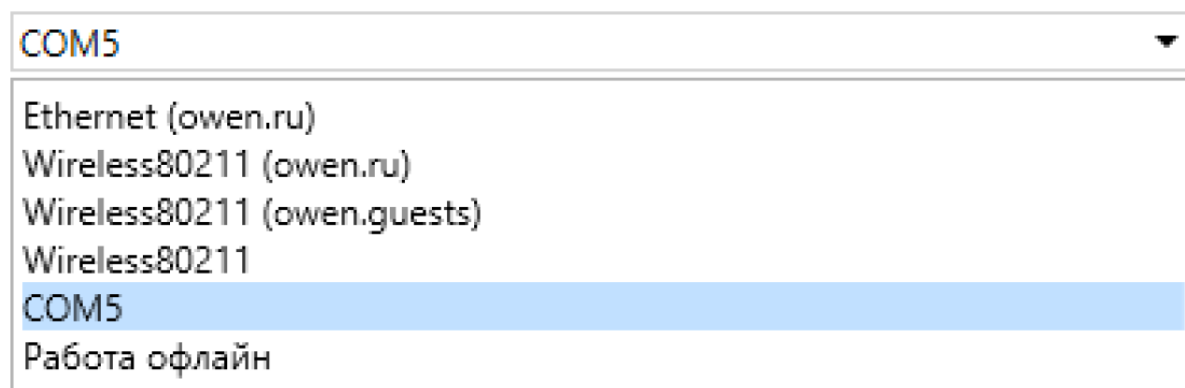 COM5
Ethernet (owen.ru)
Wireless80211 (owen.ru)
Wireless80211 (owen.guests)
Wireless80211
COM5
Работа офлайн